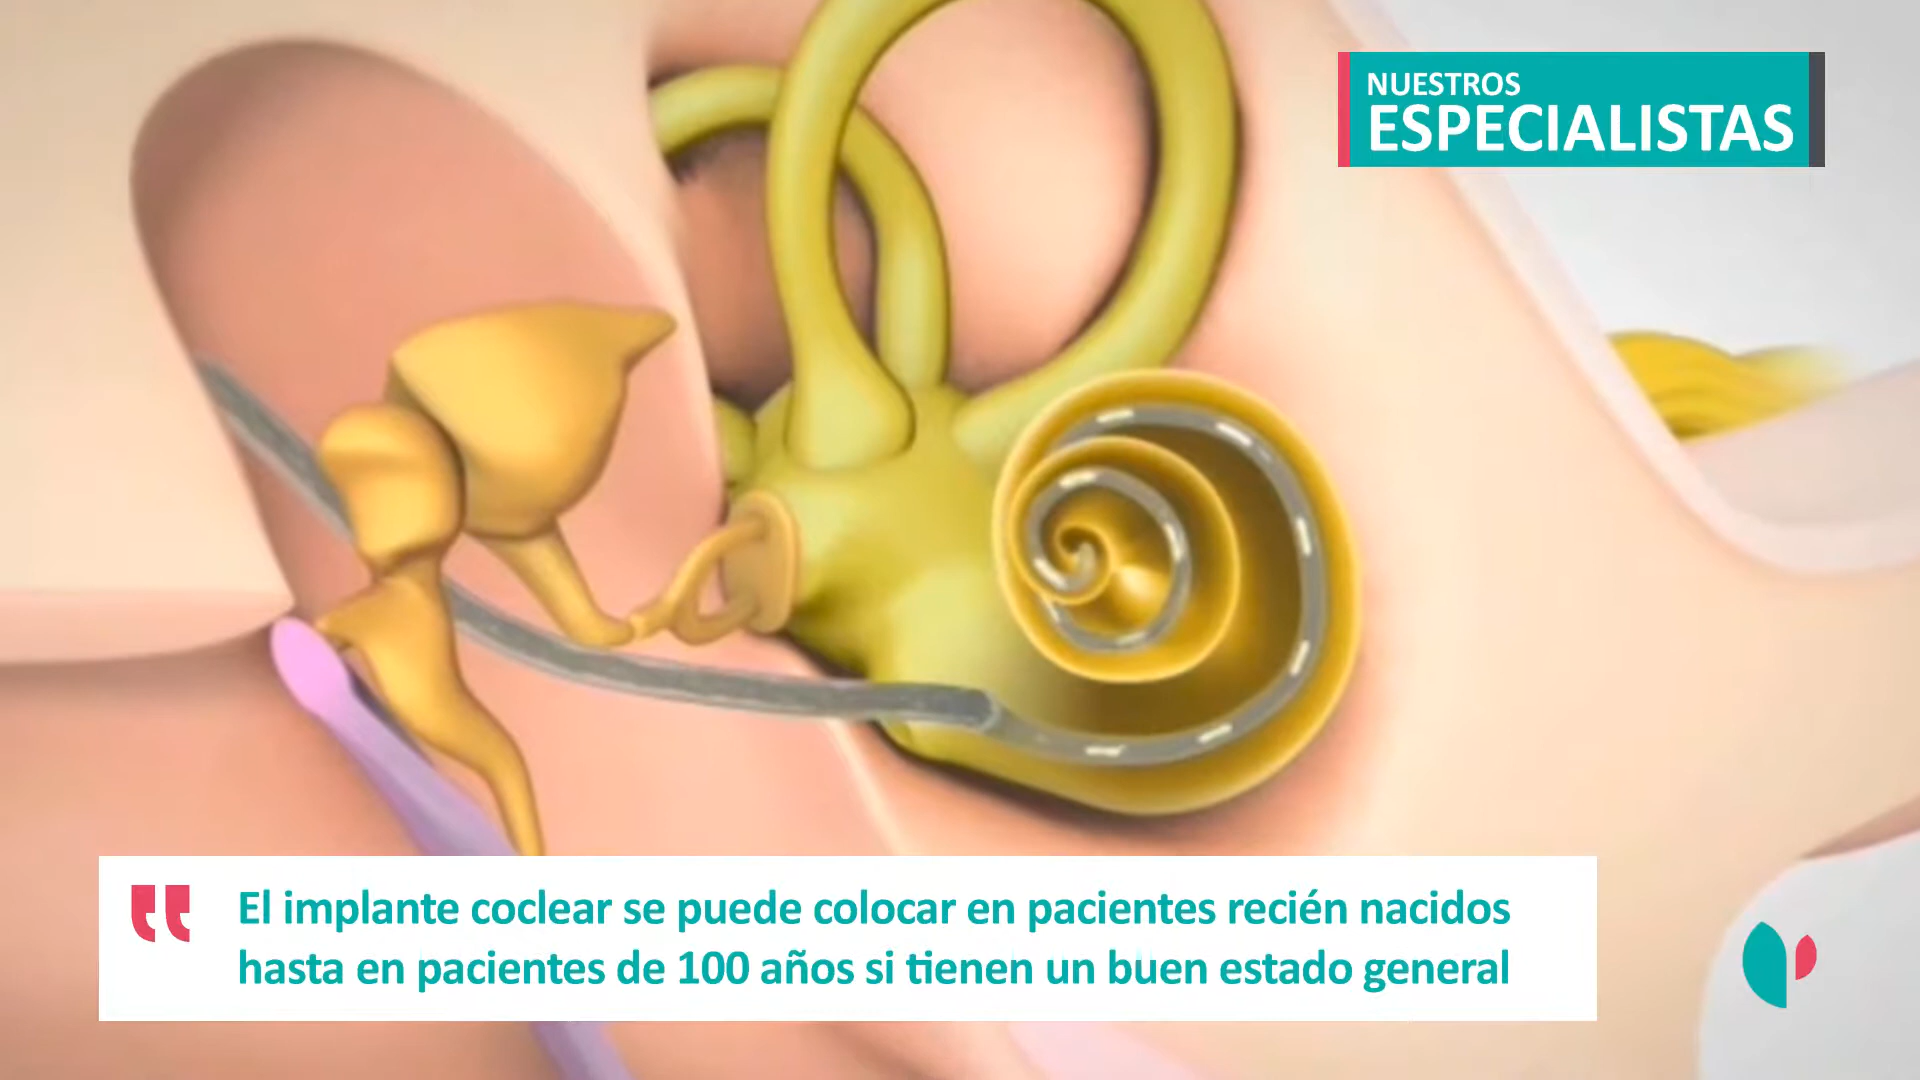 NUESTROS
ESPECIALISTAS
El implante coclear se puede colocar en pacientes recién nacidos
hasta en pacientes de 100 años si tienen un buen estado general